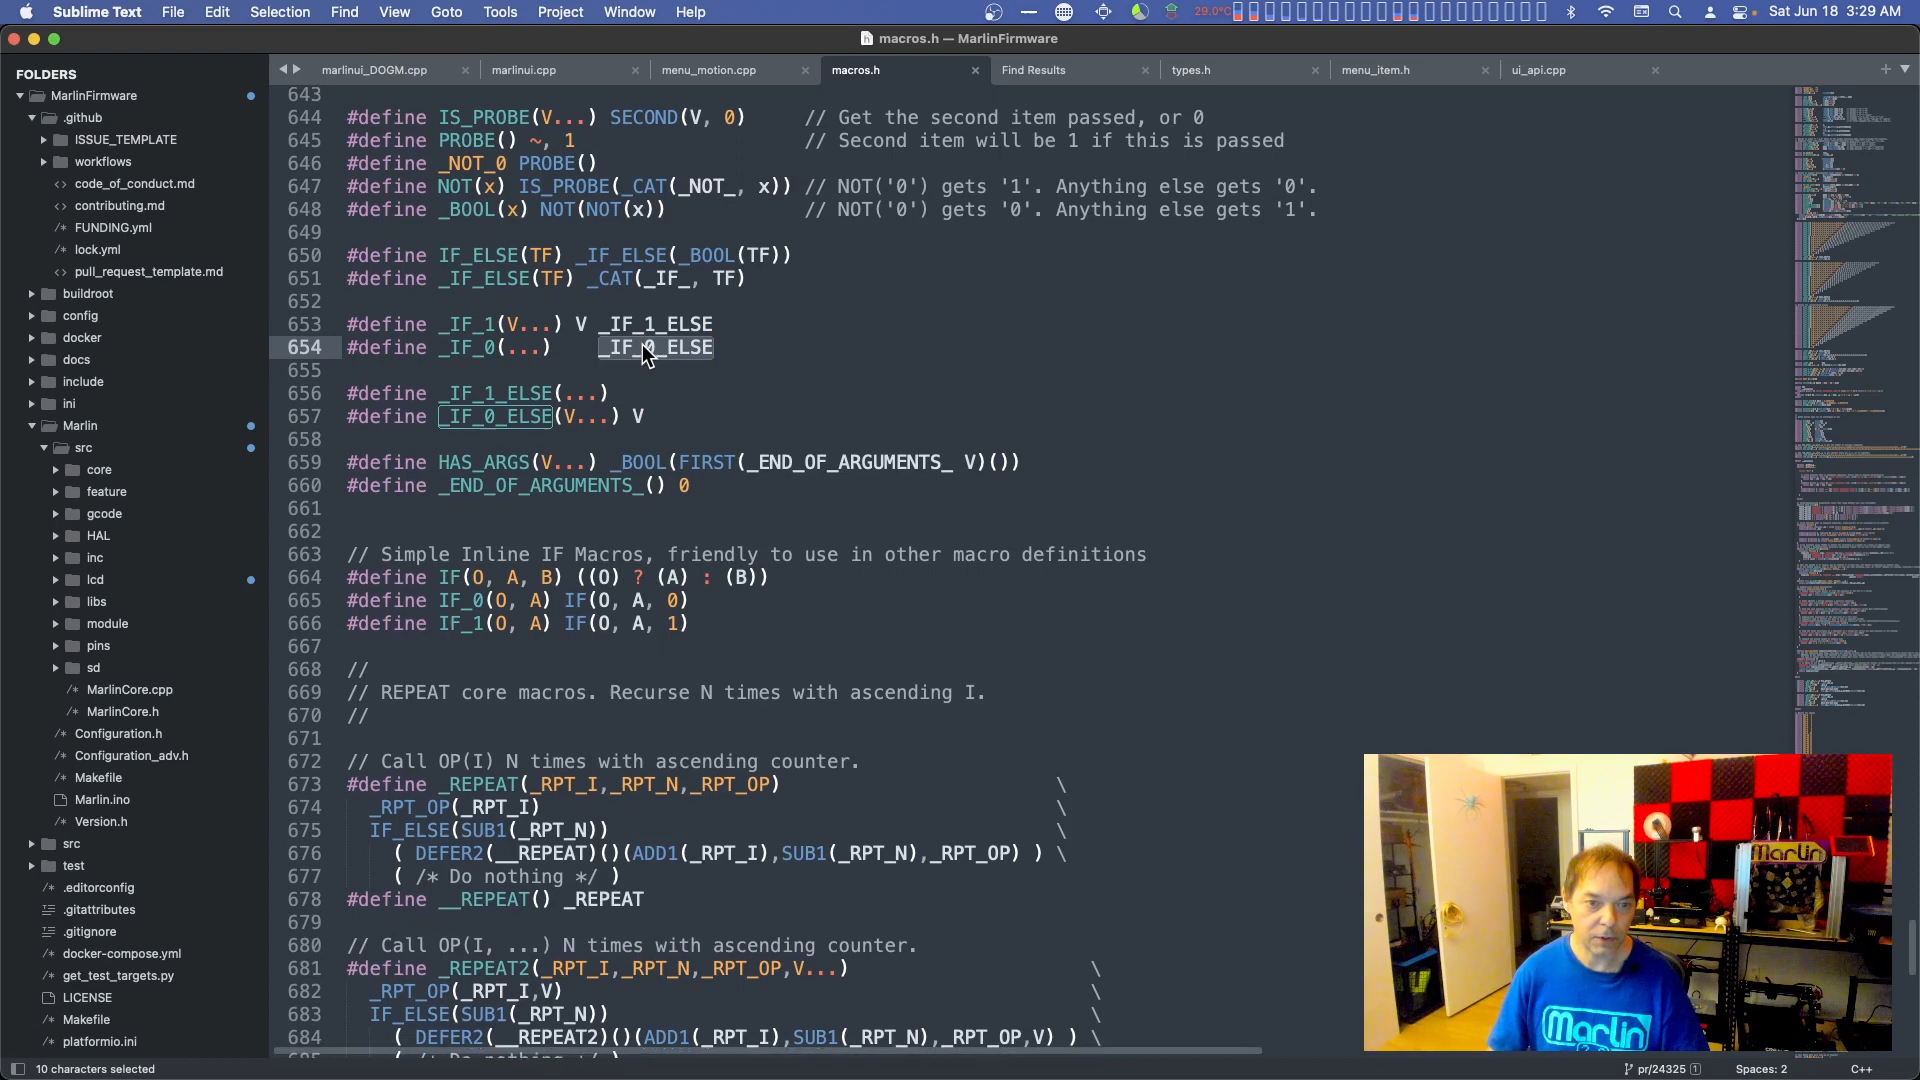 Sublime Text File Edit Selection Find View Goto Tools Project Window Help 29.0°C Sat Jun 18 3:29 AM
macros.h — MarlinFirmware
FOLDERS
MarlinFirmware
.github
ISSUE_TEMPLATE
workflows
code_of_conduct.md
contributing.md
FUNDING.yml
lock.yml
pull_request_template.md
buildroot
config
docker
docs
include
ini
Marlin
src
core
feature
gcode
HAL
inc
lcd
libs
module
pins
sd
MarlinCore.cpp
MarlinCore.h
Configuration.h
Configuration_adv.h
Makefile
Marlin.ino
Version.h
src
test
.editorconfig
.gitattributes
.gitignore
docker-compose.yml
get_test_targets.py
LICENSE
Makefile
platformio.ini
marlinui_DOGM.cpp marlinui.cpp menu_motion.cpp macros.h Find Results types.h menu_item.h ui_api.cpp
643
644 #define IS_PROBE(V...) SECOND(V, 0) // Get the second item passed, or 0
645 #define PROBE() ~, 1 // Second item will be 1 if this is passed
646 #define _NOT_0 PROBE()
647 #define NOT(x) IS_PROBE(_CAT(_NOT_, x)) // NOT('0') gets '1'. Anything else gets '0'.
648 #define _BOOL(x) NOT(NOT(x)) // NOT('0') gets '0'. Anything else gets '1'.
649
650 #define IF_ELSE(TF) _IF_ELSE(_BOOL(TF))
651 #define _IF_ELSE(TF) _CAT(_IF_, TF)
652
653 #define _IF_1(V...) V _IF_1_ELSE
654 #define _IF_0(...) _IF_0_ELSE
655
656 #define _IF_1_ELSE(...)
657 #define _IF_0_ELSE(V...) V
658
659 #define HAS_ARGS(V...) _BOOL(FIRST(_END_OF_ARGUMENTS_ V)())
660 #define _END_OF_ARGUMENTS_() 0
661
662
663 // Simple Inline IF Macros, friendly to use in other macro definitions
664 #define IF(O, A, B) ((O) ? (A) : (B))
665 #define IF_0(O, A) IF(O, A, 0)
666 #define IF_1(O, A) IF(O, A, 1)
667
668 //
669 // REPEAT core macros. Recurse N times with ascending I.
670 //
671
672 // Call OP(I) N times with ascending counter.
673 #define _REPEAT(_RPT_I,_RPT_N,_RPT_OP) \
674 _RPT_OP(_RPT_I) \
675 IF_ELSE(SUB1(_RPT_N)) \
676 ( DEFER2(__REPEAT)()(ADD1(_RPT_I),SUB1(_RPT_N),_RPT_OP) ) \
677 ( /* Do nothing */ )
678 #define __REPEAT() _REPEAT
679
680 // Call OP(I, ...) N times with ascending counter.
681 #define _REPEAT2(_RPT_I,_RPT_N,_RPT_OP,V...) \
682 _RPT_OP(_RPT_I,V) \
683 IF_ELSE(SUB1(_RPT_N)) \
684 ( DEFER2(__REPEAT2)()(ADD1(_RPT_I),SUB1(_RPT_N),_RPT_OP,V) ) \
Marlin
Marlin
10 characters selected
pr/24325 1 Spaces: 2 C++